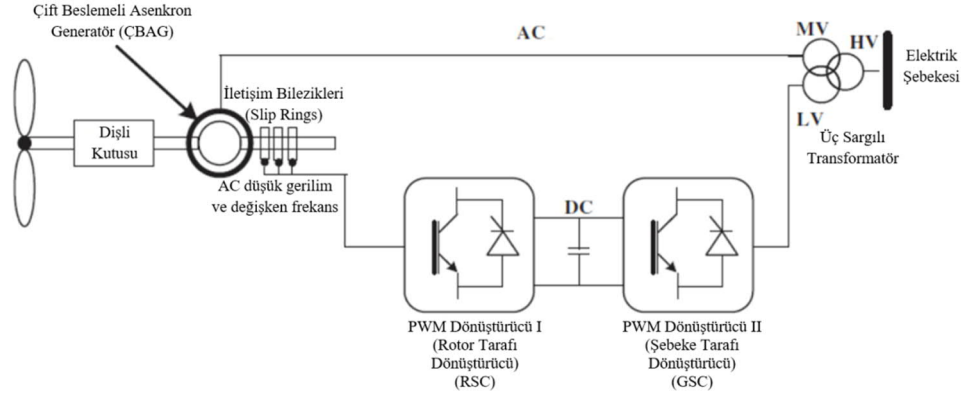 Çift Beslemeli Asenkron
Generatör (ÇBAG)
AC
MV
HV
Elektrik
Şebekesi
İletişim Bilezikleri
(Slip Rings)
Dişli
Kutusu
LV
Üç Sargılı
Transformatör
AC düşük gerilim
ve değişken frekans
DC
PWM Dönüştürücü I
(Rotor Tarafı
Dönüştürücü)
(RSC)
PWM Dönüştürücü II
(Şebeke Tarafı
Dönüştürücü)
(GSC)